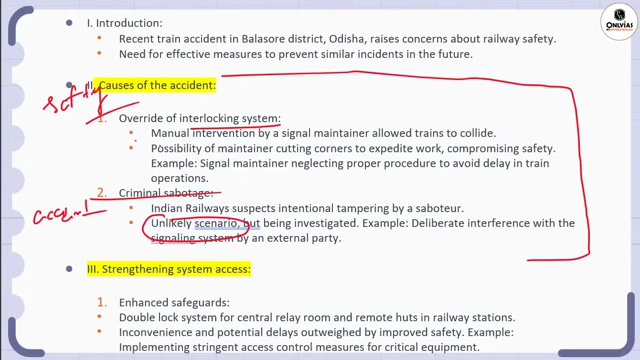 I. Introduction:
• Recent train accident in Balasore district, Odisha, raises concerns about railway safety.
• Need for effective measures to prevent similar incidents in the future.
II. Causes of the accident:
safety
1. Override of interlocking system:
• Manual intervention by a signal maintainer allowed trains to collide.
• Possibility of maintainer cutting corners to expedite work, compromising safety.
Example: Signal maintainer neglecting proper procedure to avoid delay in train
operations.
2. Criminal sabotage:
• Indian Railways suspects intentional tampering by a saboteur.
• Unlikely scenario, but being investigated. Example: Deliberate interference with the
signaling system by an external party.
III. Strengthening system access:
1. Enhanced safeguards:
• Double lock system for central relay room and remote huts in railway stations.
• Inconvenience and potential delays outweighed by improved safety. Example:
Implementing stringent access control measures for critical equipment.
ONLYIAS